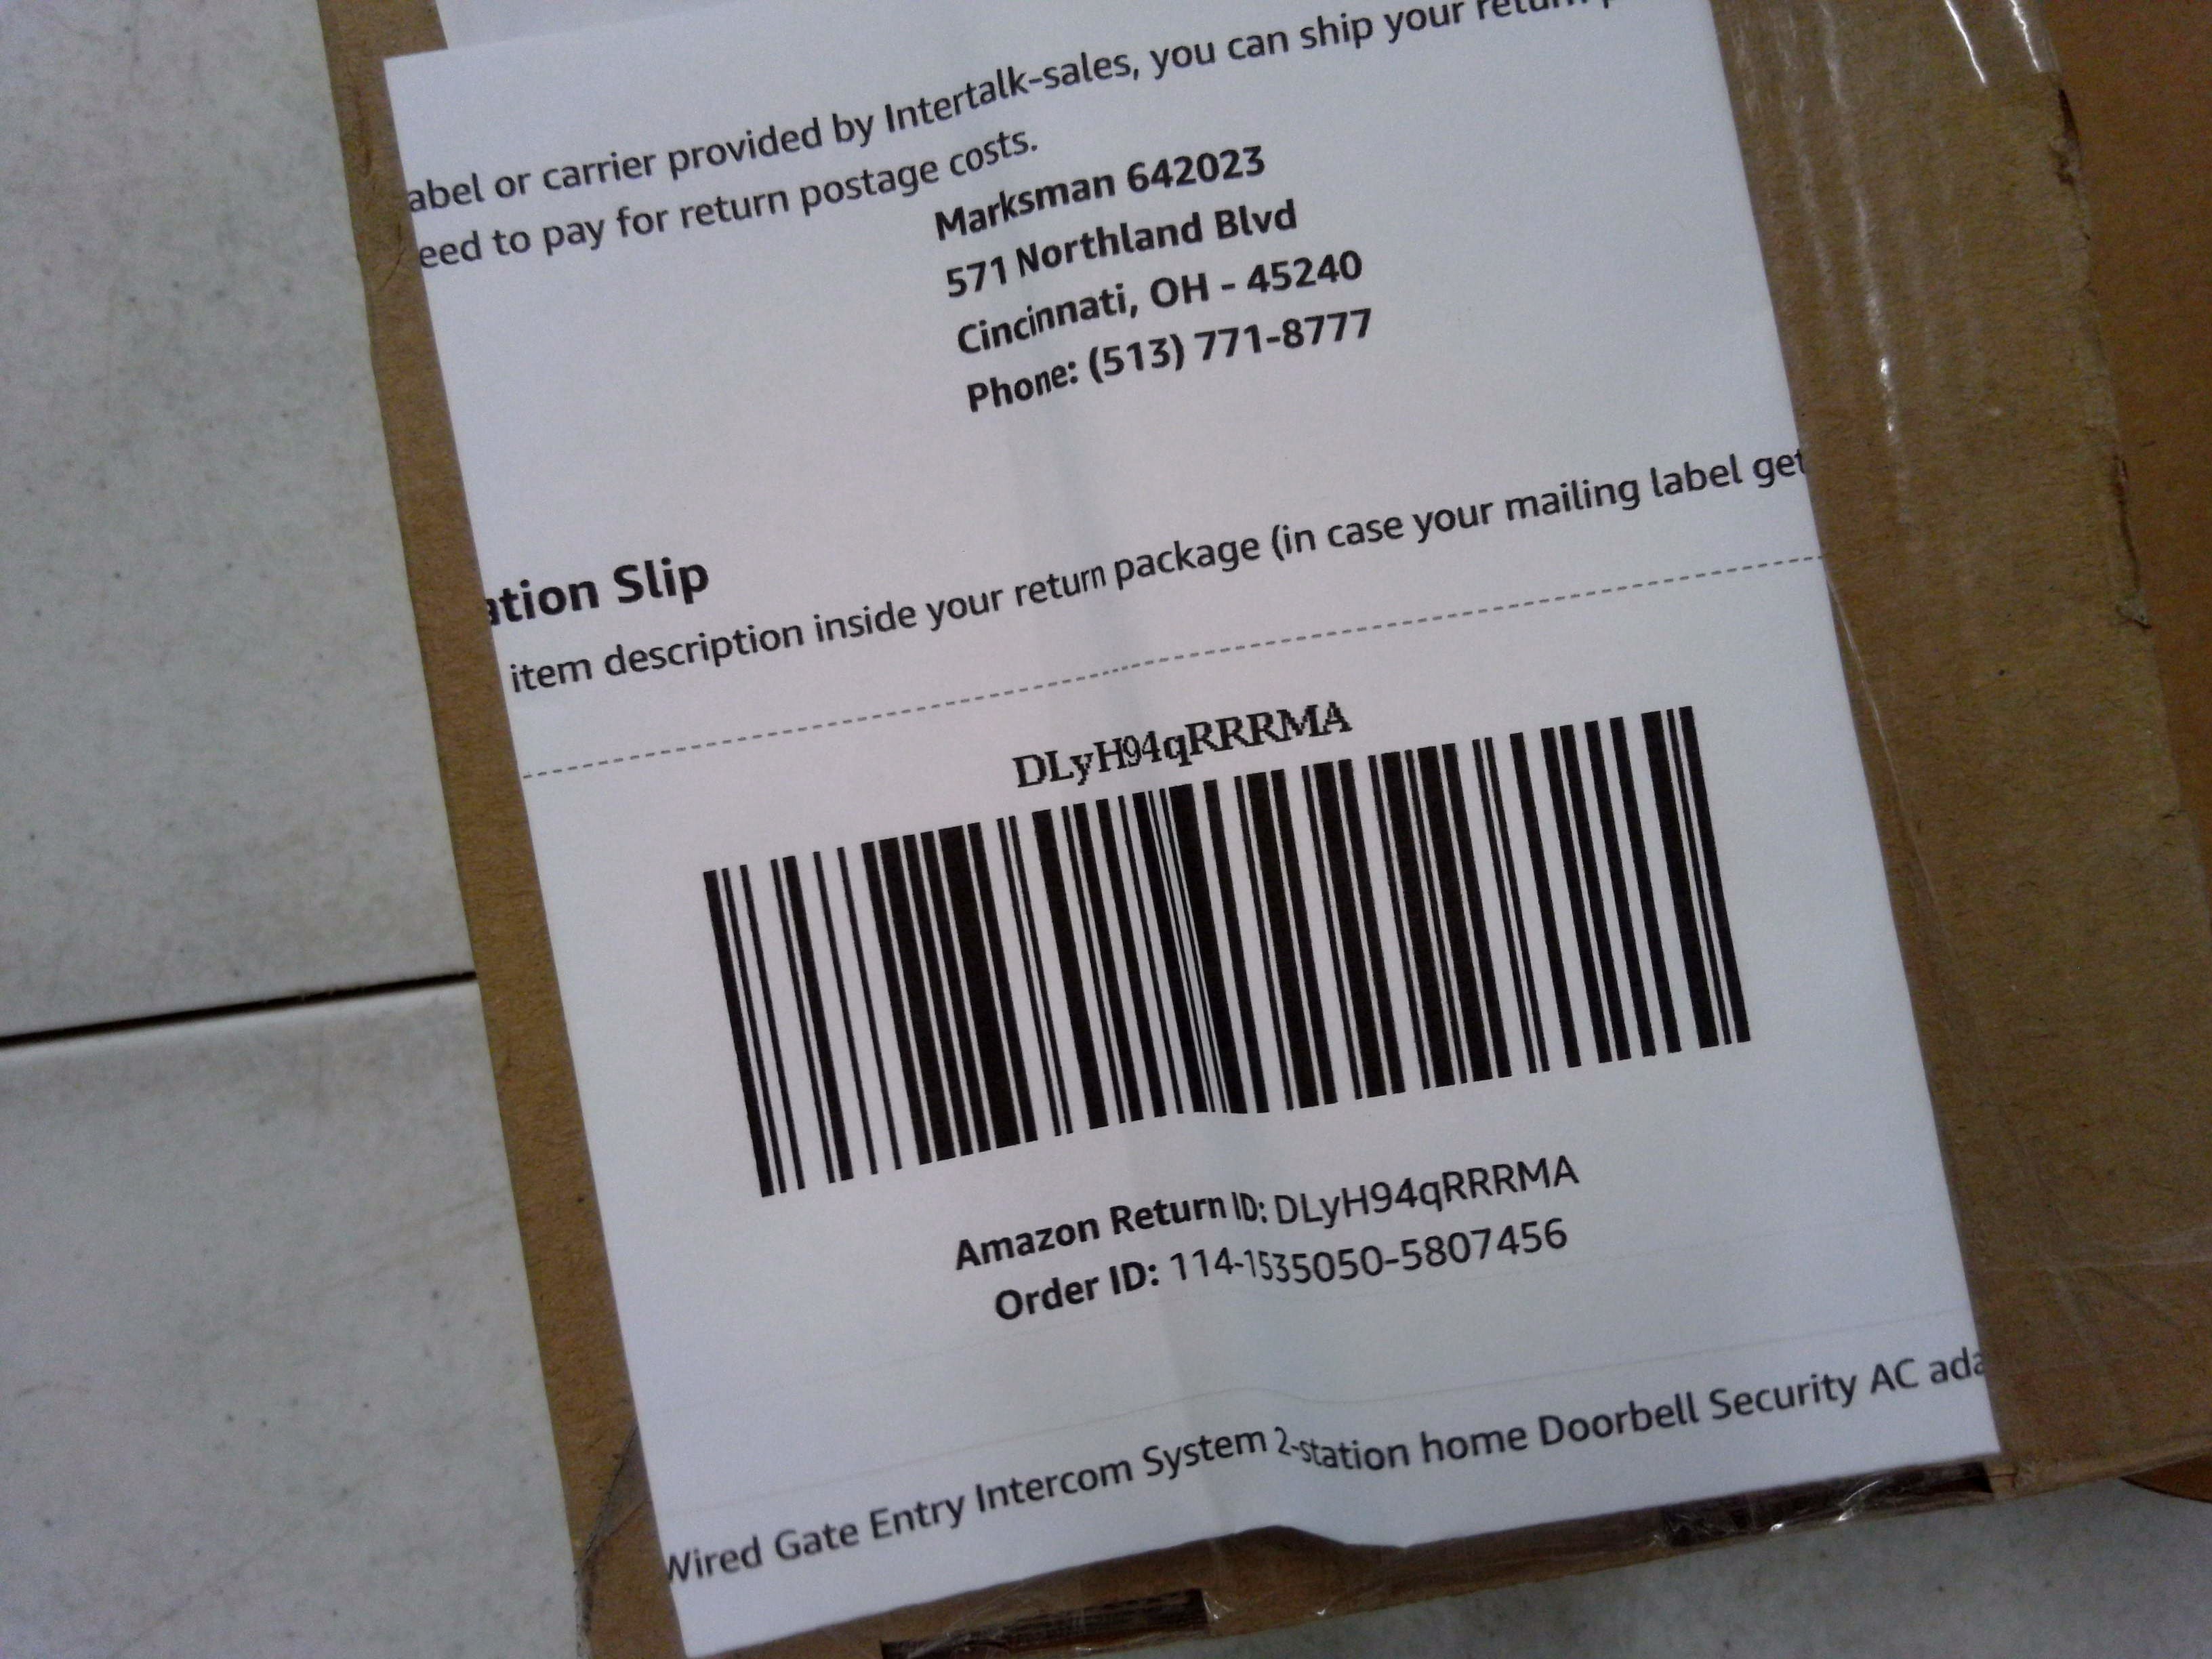 abel or carrier provided by Intertalk-sales, you can ship your return
eed to pay for return postage costs.
Marksman 642023
571 Northland Blvd
Cincinnati, OH - 45240
Phone: (513) 771-8777
ation Slip
item description inside your return package (in case your mailing label get
DLyH94qRRRMA
Amazon Return ID: DLyH94qRRRMA
Order ID: 114-1535050-5807456
Wired Gate Entry Intercom System 2-station home Doorbell Security AC ada